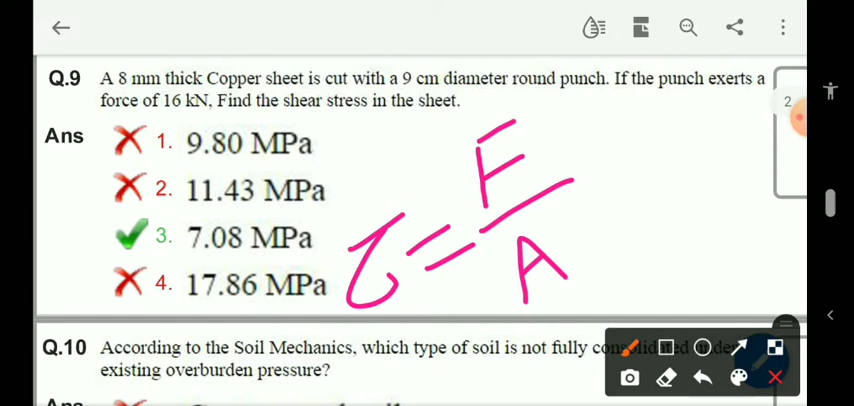 Q.9 A 8 mm thick Copper sheet is cut with a 9 cm diameter round punch. If the punch exerts a
force of 16 kN, Find the shear stress in the sheet.
Ans 1. 9.80 MPa
2. 11.43 MPa
3. 7.08 MPa
4. 17.86 MPa
τ = F
A
2
Q.10 According to the Soil Mechanics, which type of soil is not fully consolidated under
existing overburden pressure?
Ans